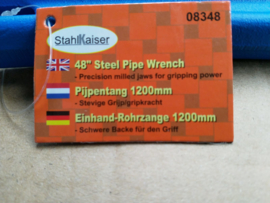 08348
StahlKaiser
48" Steel Pipe Wrench
- Precision milled jaws for gripping power
Pijpentang 1200mm
- Stevige Grijp/gripkracht
Einhand-Rohrzange 1200mm
- Schwere Backe für den Griff